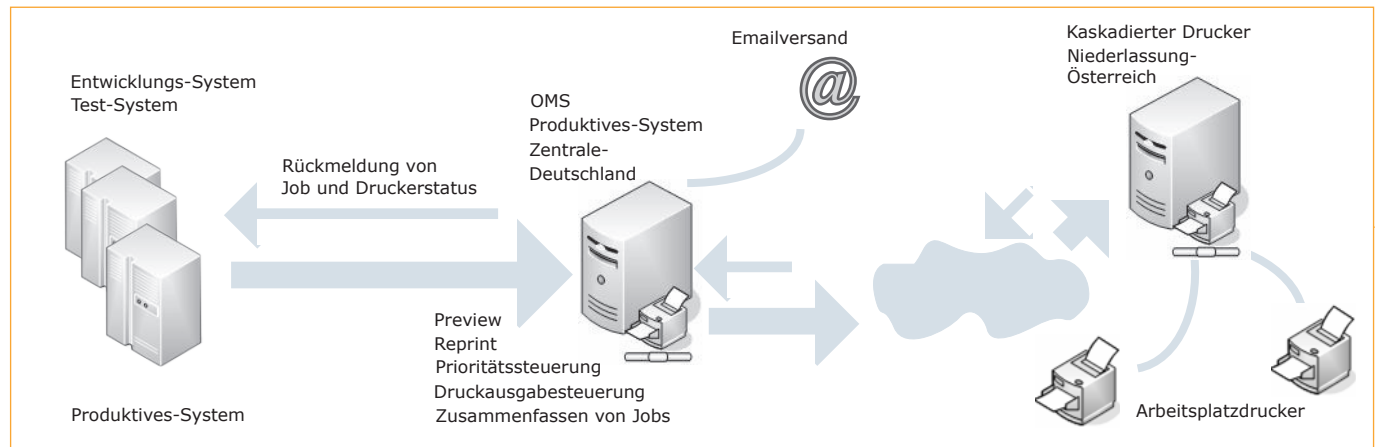 Entwicklungs-System
Test-System
Produktives-System
Rückmeldung von
Job und Druckerstatus
OMS
Produktives-System
Zentrale-
Deutschland
Preview
Reprint
Prioritätssteuerung
Druckausgabesteuerung
Zusammenfassen von Jobs
Emailversand
@
Kaskadierter Drucker
Niederlassung-
Österreich
Arbeitsplatzdrucker